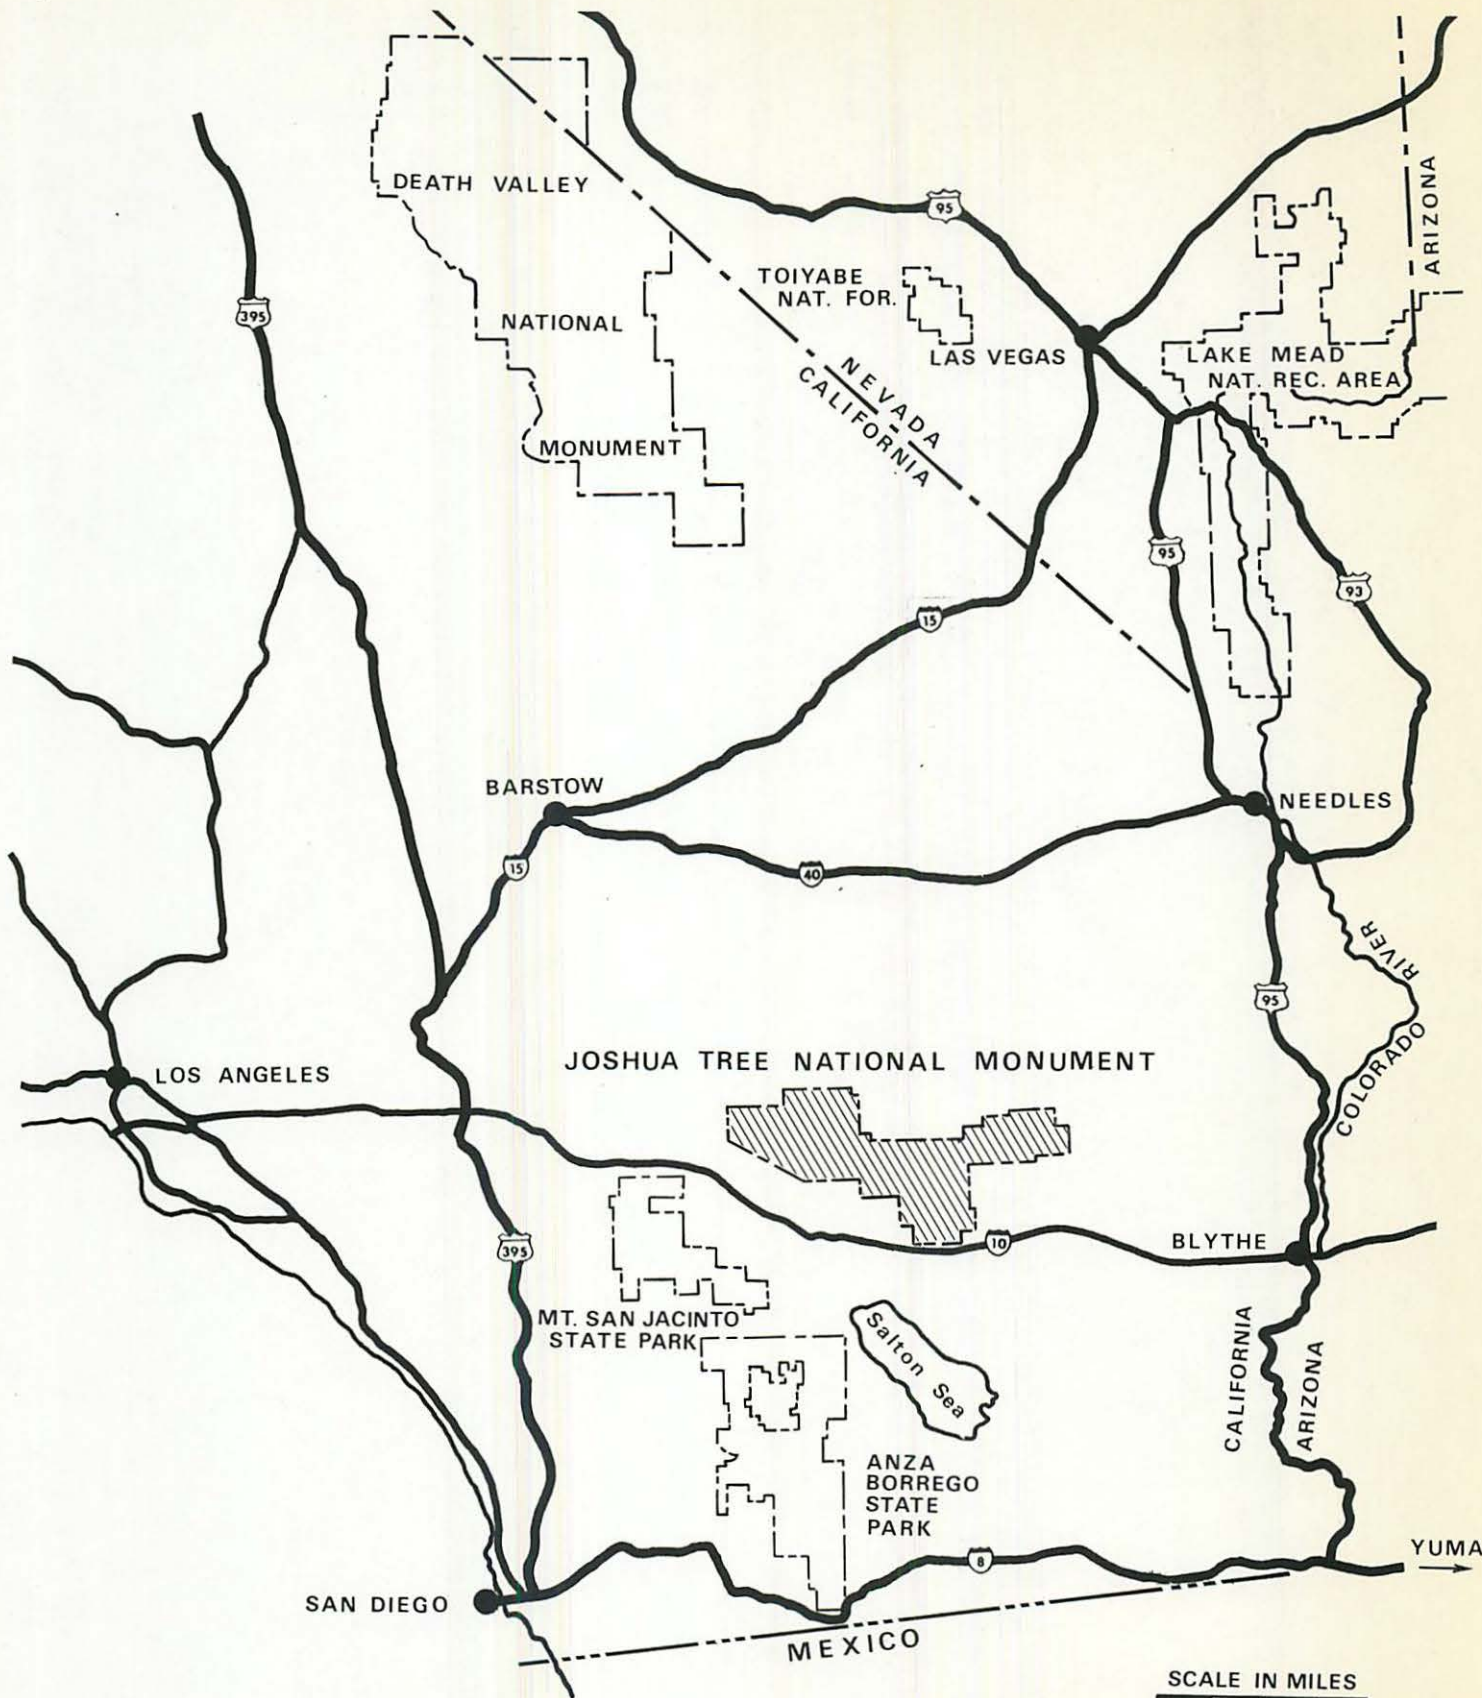 DEATH VALLEY
95
ARIZONA
TOIYABE
NAT. FOR.
395
NATIONAL
LAS VEGAS
LAKE MEAD
NAT. REC. AREA
NEVADA
CALIFORNIA
MONUMENT
95
93
15
BARSTOW
NEEDLES
15
40
RIVER
95
COLORADO
JOSHUA TREE NATIONAL MONUMENT
LOS ANGELES
395
10
BLYTHE
MT. SAN JACINTO
STATE PARK
Salton Sea
CALIFORNIA
ARIZONA
ANZA
BORREGO
STATE
PARK
8
YUMA
SAN DIEGO
MEXICO
SCALE IN MILES